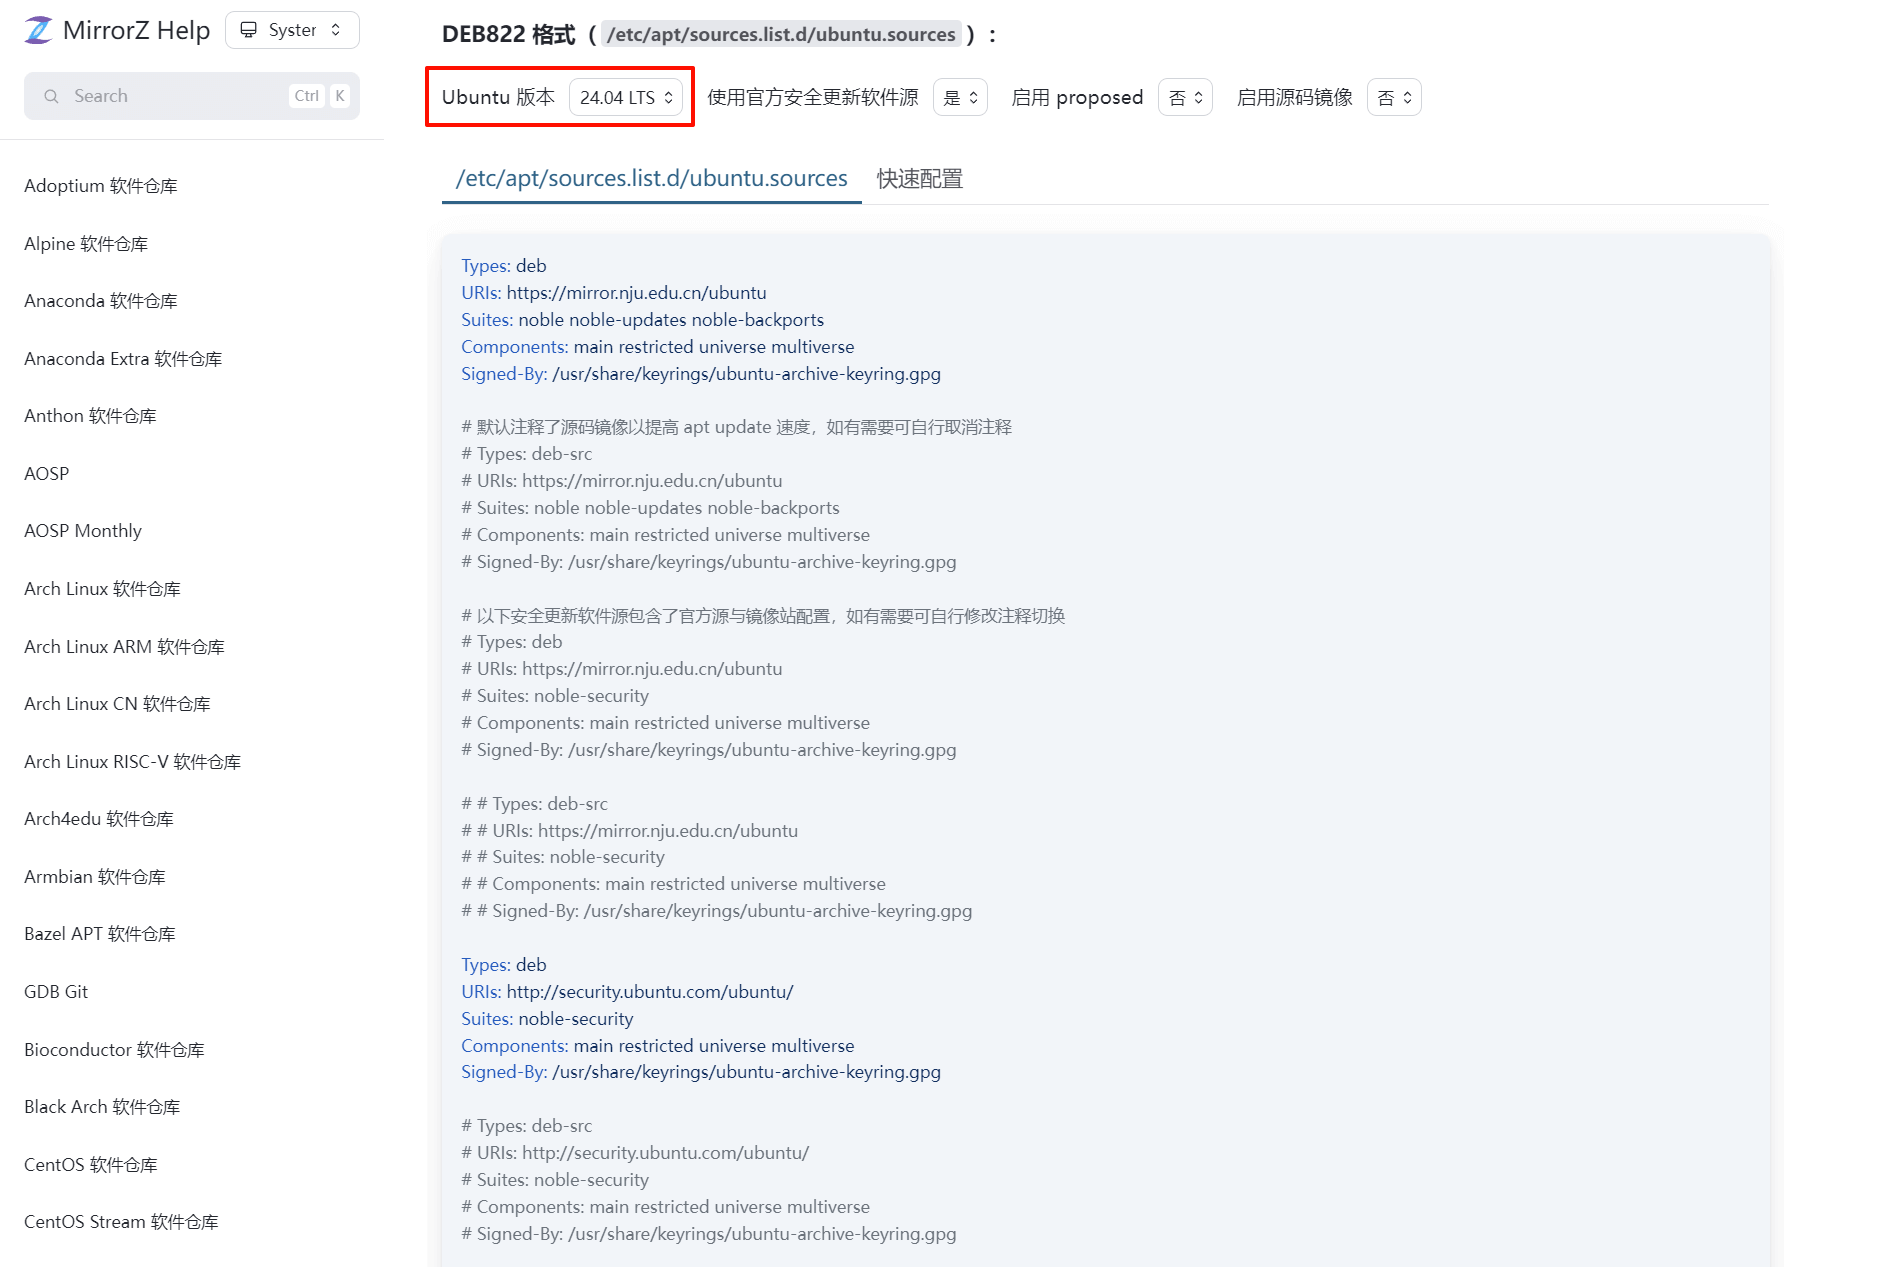 MirrorZ Help
Syster
Search
Ctrl K
Adoptium 软件仓库
Alpine 软件仓库
Anaconda 软件仓库
Anaconda Extra 软件仓库
Anthon 软件仓库
AOSP
AOSP Monthly
Arch Linux 软件仓库
Arch Linux ARM 软件仓库
Arch Linux CN 软件仓库
Arch Linux RISC-V 软件仓库
Arch4edu 软件仓库
Armbian 软件仓库
Bazel APT 软件仓库
GDB Git
Bioconductor 软件仓库
Black Arch 软件仓库
CentOS 软件仓库
CentOS Stream 软件仓库
DEB822 格式（ /etc/apt/sources.list.d/ubuntu.sources ）：
Ubuntu 版本 24.04 LTS 使用官方安全更新软件源 是 启用 proposed 否 启用源码镜像 否
/etc/apt/sources.list.d/ubuntu.sources 快速配置
Types: deb
URIs: https://mirror.nju.edu.cn/ubuntu
Suites: noble noble-updates noble-backports
Components: main restricted universe multiverse
Signed-By: /usr/share/keyrings/ubuntu-archive-keyring.gpg
# 默认注释了源码镜像以提高 apt update 速度，如有需要可自行取消注释
# Types: deb-src
# URIs: https://mirror.nju.edu.cn/ubuntu
# Suites: noble noble-updates noble-backports
# Components: main restricted universe multiverse
# Signed-By: /usr/share/keyrings/ubuntu-archive-keyring.gpg
# 以下安全更新软件源包含了官方源与镜像站配置，如有需要可自行修改注释切换
# Types: deb
# URIs: https://mirror.nju.edu.cn/ubuntu
# Suites: noble-security
# Components: main restricted universe multiverse
# Signed-By: /usr/share/keyrings/ubuntu-archive-keyring.gpg
# # Types: deb-src
# # URIs: https://mirror.nju.edu.cn/ubuntu
# # Suites: noble-security
# # Components: main restricted universe multiverse
# # Signed-By: /usr/share/keyrings/ubuntu-archive-keyring.gpg
Types: deb
URIs: http://security.ubuntu.com/ubuntu/
Suites: noble-security
Components: main restricted universe multiverse
Signed-By: /usr/share/keyrings/ubuntu-archive-keyring.gpg
# Types: deb-src
# URIs: http://security.ubuntu.com/ubuntu/
# Suites: noble-security
# Components: main restricted universe multiverse
# Signed-By: /usr/share/keyrings/ubuntu-archive-keyring.gpg